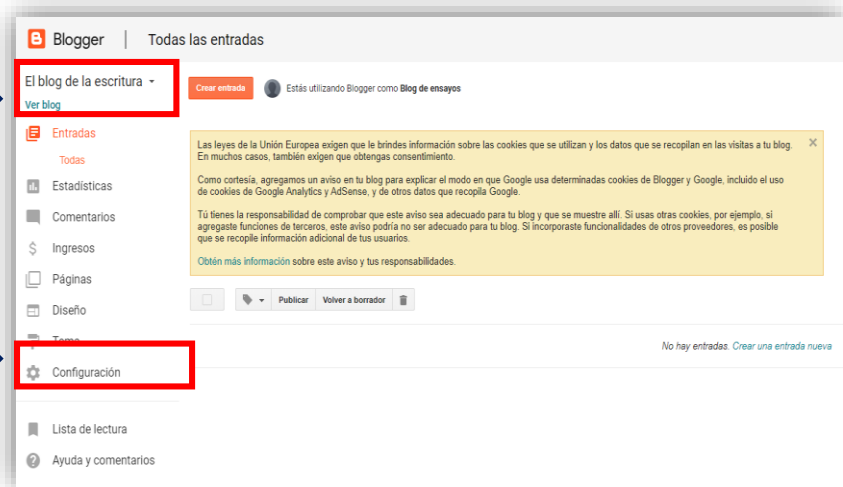 Blogger | Todas las entradas
El blog de la escritura
Ver blog
Crear entrada
Estás utilizando Blogger como Blog de ensayos
Entradas
Todas
Estadísticas
Comentarios
Ingresos
Páginas
Diseño
Tema
Configuración
Lista de lectura
Ayuda y comentarios
Las leyes de la Unión Europea exigen que le brindes información sobre las cookies que se utilizan y los datos que se recopilan en las visitas a tu blog.
En muchos casos, también exigen que obtengas consentimiento.
Como cortesía, agregamos un aviso en tu blog para explicar el modo en que Google usa determinadas cookies de Blogger y Google, incluido el uso
de cookies de Google Analytics y AdSense, y de otros datos que recopila Google.
Tú tienes la responsabilidad de comprobar que este aviso sea adecuado para tu blog y que se muestre allí. Si usas otras cookies, por ejemplo, si
agregaste funciones de terceros, este aviso podría no ser adecuado para tu blog. Si incorporaste funcionalidades de otros proveedores, es posible
que se recopile información adicional de tus usuarios.
Obtén más información sobre este aviso y tus responsabilidades.
Publicar
Volver a borrador
No hay entradas. Crear una entrada nueva